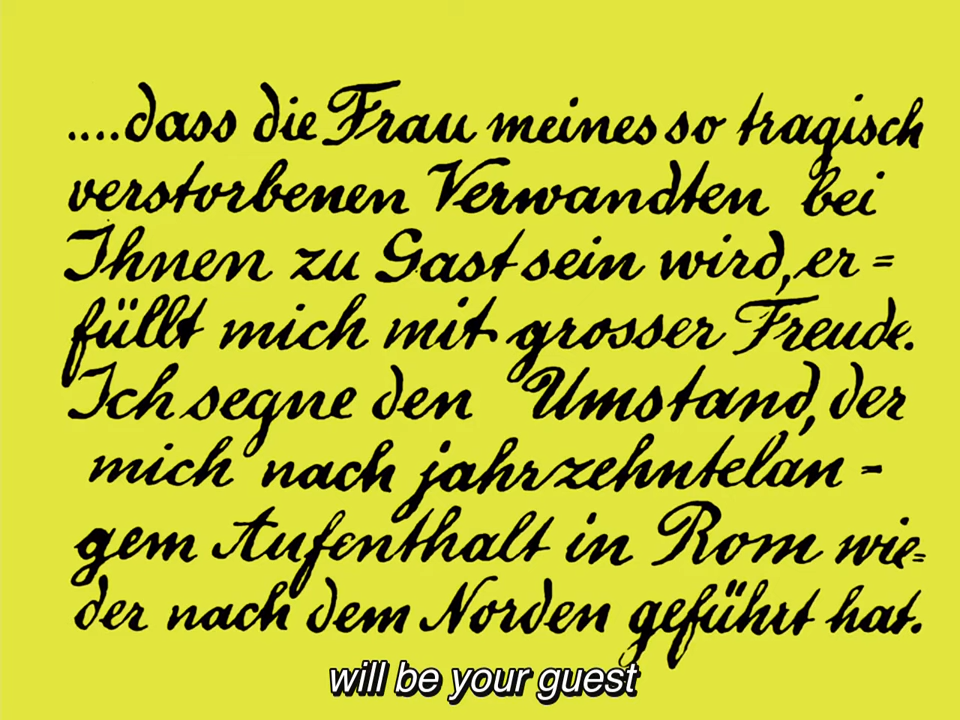 ....dass die Frau meines so tragisch
verstorbenen Verwandten bei
Ihnen zu Gast sein wird, er=
füllt mich mit grosser Freude.
Ich segne den Umstand, der
mich nach jahrzehntelan-
gem Aufenthalt in Rom wie=
der nach dem Norden geführt hat.
will be your guest